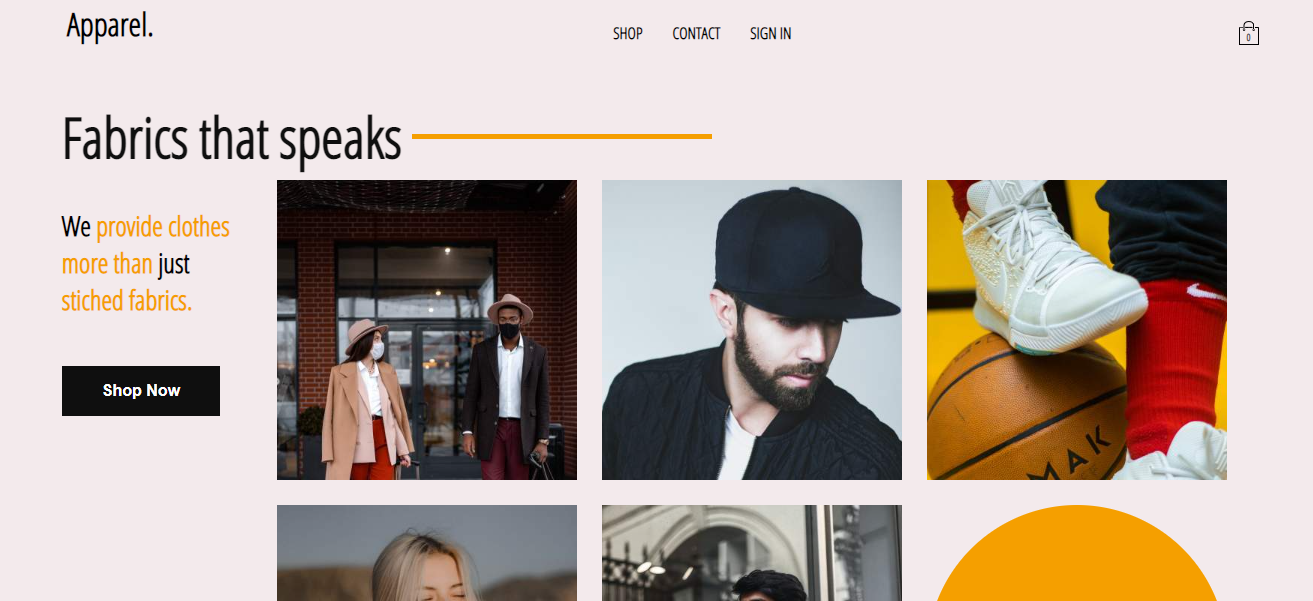 Apparel.
SHOP CONTACT SIGN IN
0
Fabrics that speaks
We provide clothes
more than just
stiched fabrics.
Shop Now
MAK